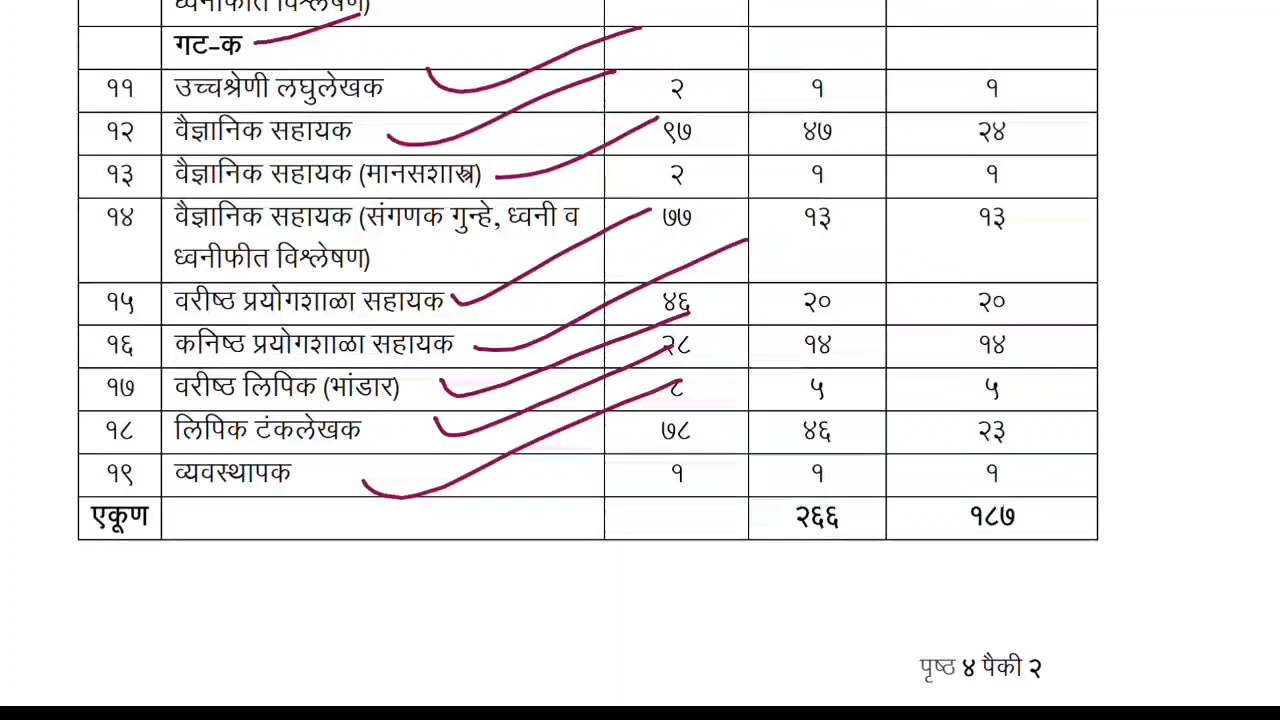 ध्वनीफीत विश्लेषण)
गट-क
११ उच्चश्रेणी लघुलेखक २ १ १
१२ वैज्ञानिक सहायक ९७ ४७ २४
१३ वैज्ञानिक सहायक (मानसशास्त्र) २ १ १
१४ वैज्ञानिक सहायक (संगणक गुन्हे, ध्वनी व ७७ १३ १३
ध्वनीफीत विश्लेषण)
१५ वरीष्ठ प्रयोगशाळा सहायक ४६ २० २०
१६ कनिष्ठ प्रयोगशाळा सहायक २८ १४ १४
१७ वरीष्ठ लिपिक (भांडार) ८ ५ ५
१८ लिपिक टंकलेखक ७८ ४६ २३
१९ व्यवस्थापक १ १ १
एकूण २६६ १८७
पृष्ठ ४ पैकी २